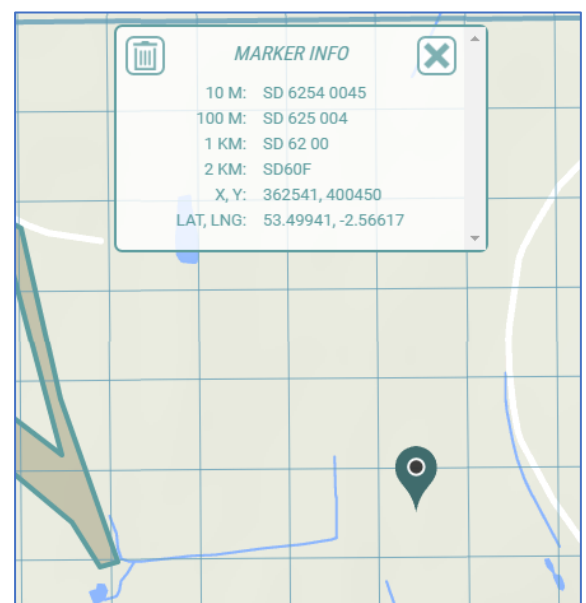 MARKER INFO
10 M: SD 6254 0045
100 M: SD 625 004
1 KM: SD 62 00
2 KM: SD60F
X, Y: 362541, 400450
LAT, LNG: 53.49941, -2.56617